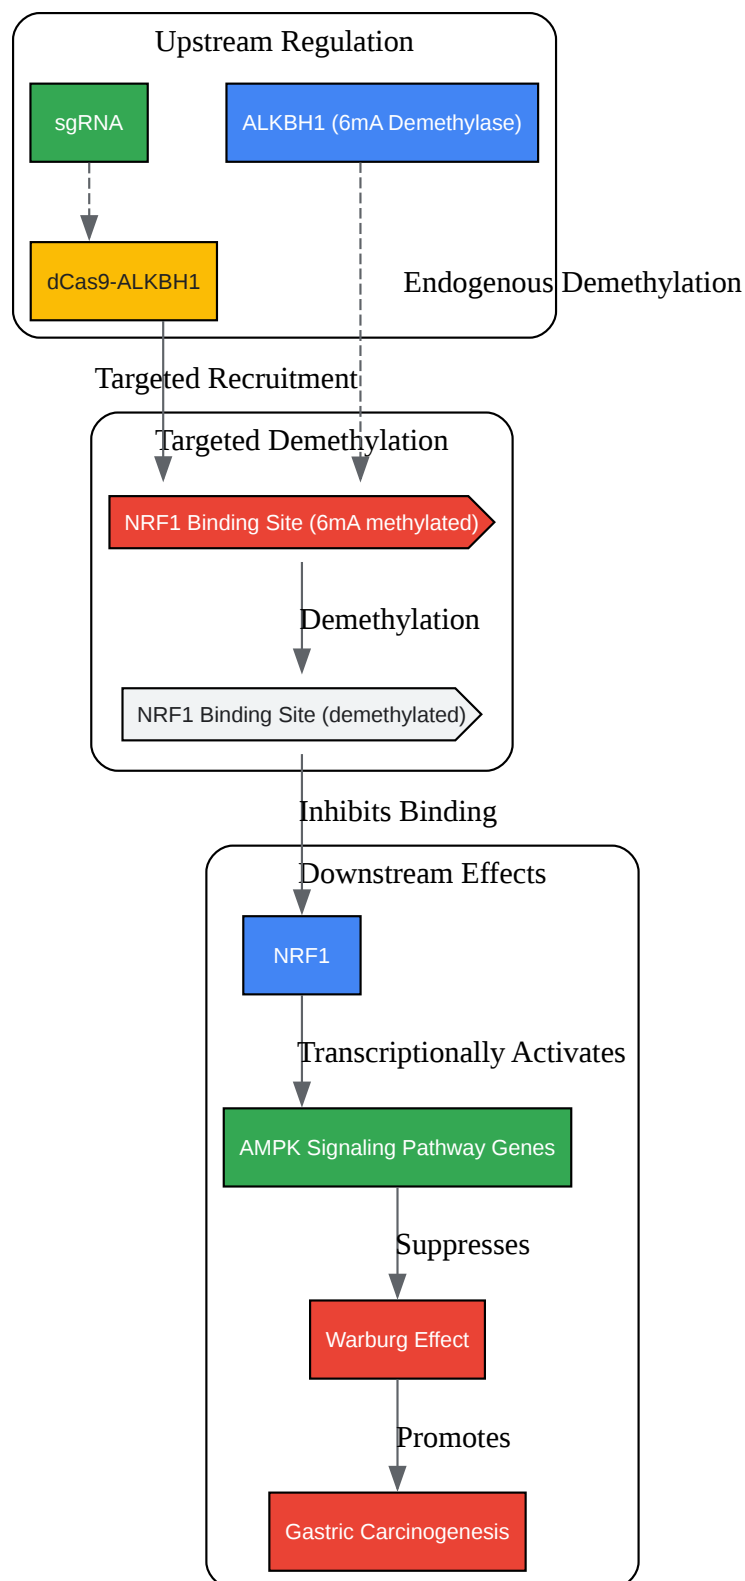 Upstream Regulation
sgRNA
ALKBH1 (6mA Demethylase)
dCas9-ALKBH1
Endogenous Demethylation
Targeted Recruitment
Targeted Demethylation
NRF1 Binding Site (6mA methylated)
Demethylation
NRF1 Binding Site (demethylated)
Inhibits Binding
Downstream Effects
NRF1
Transcriptionally Activates
AMPK Signaling Pathway Genes
Suppresses
Warburg Effect
Promotes
Gastric Carcinogenesis